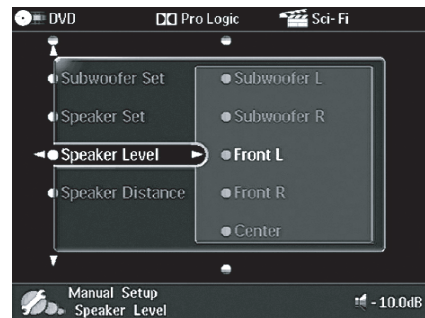 DVD
Pro Logic
Sci-Fi
Subwoofer Set
Subwoofer L
Speaker Set
Subwoofer R
Speaker Level
Front L
Speaker Distance
Front R
Center
Manual Setup
Speaker Level
-10.0dB